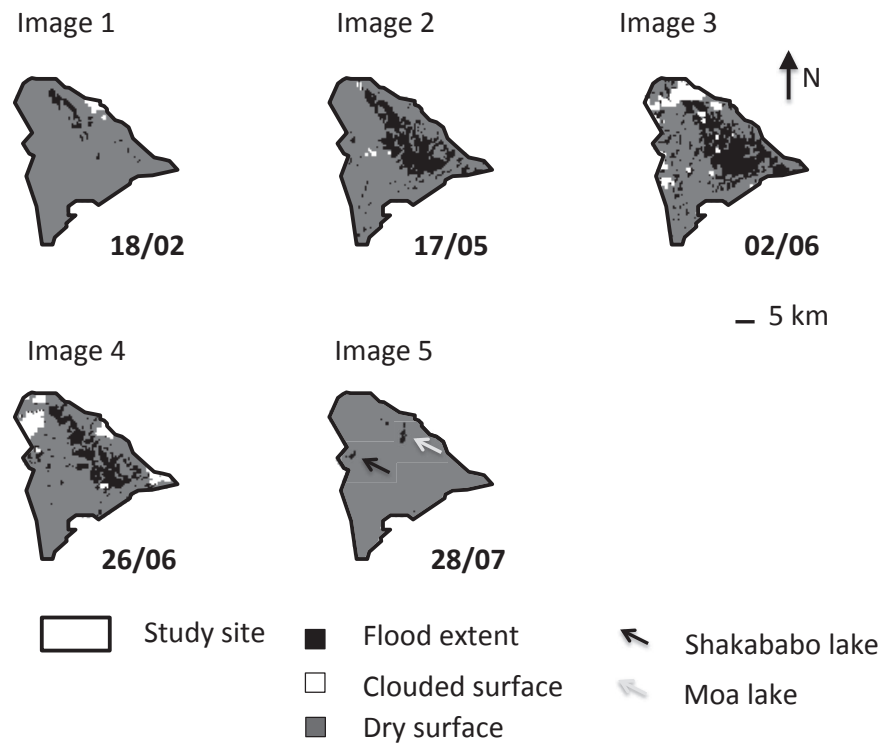 Image 1
Image 2
Image 3
N
18/02
17/05
02/06
5 km
Image 4
Image 5
26/06
28/07
Study site
Flood extent
Shakababo lake
Clouded surface
Moa lake
Dry surface